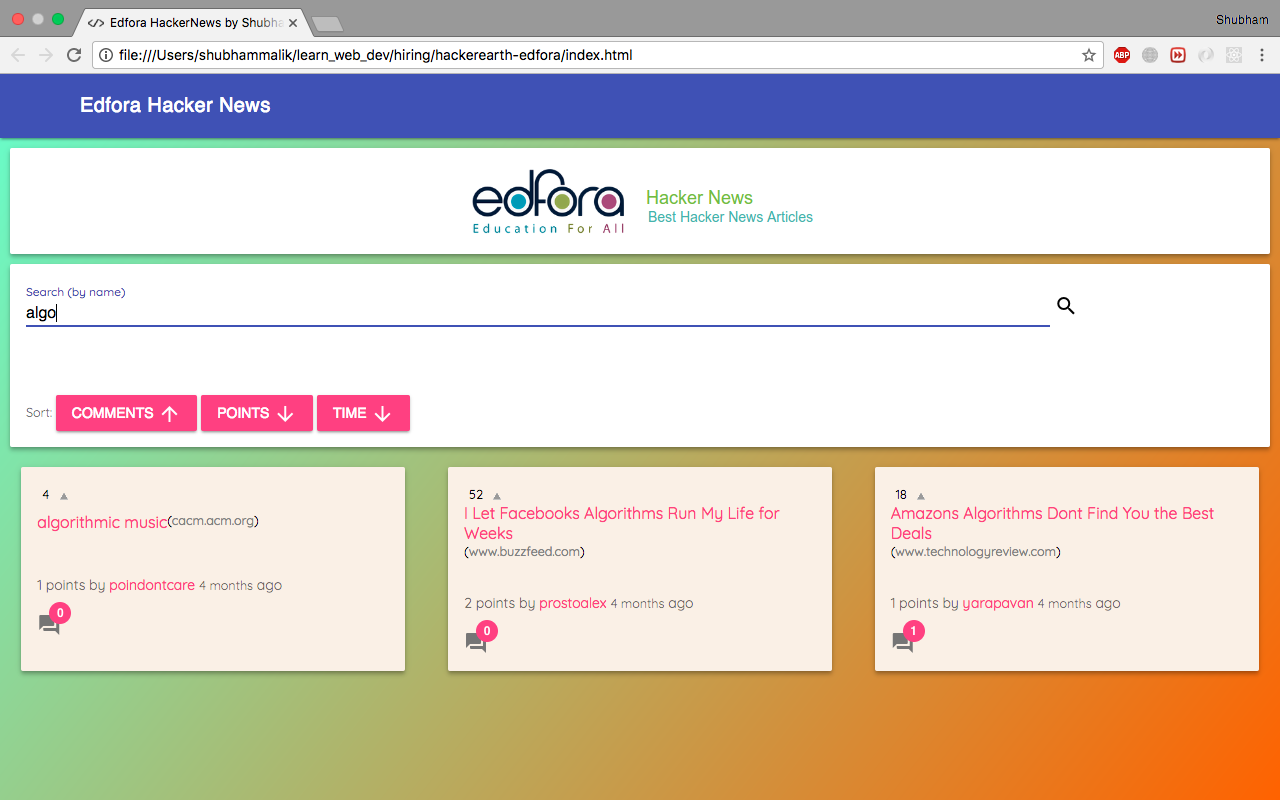 Edfora HackerNews by Shubha
Shubham
file:///Users/shubhammalik/learn_web_dev/hiring/hackerearth-edfora/index.html
ABP
Edfora Hacker News
edfora
Education For All
Hacker News
Best Hacker News Articles
Search (by name)
algo
Sort: COMMENTS POINTS TIME
4
algorithmic music(cacm.acm.org)
1 points by poindontcare 4 months ago
0
52
I Let Facebooks Algorithms Run My Life for
Weeks
(www.buzzfeed.com)
2 points by prostoalex 4 months ago
0
18
Amazons Algorithms Dont Find You the Best
Deals
(www.technologyreview.com)
1 points by yarapavan 4 months ago
1